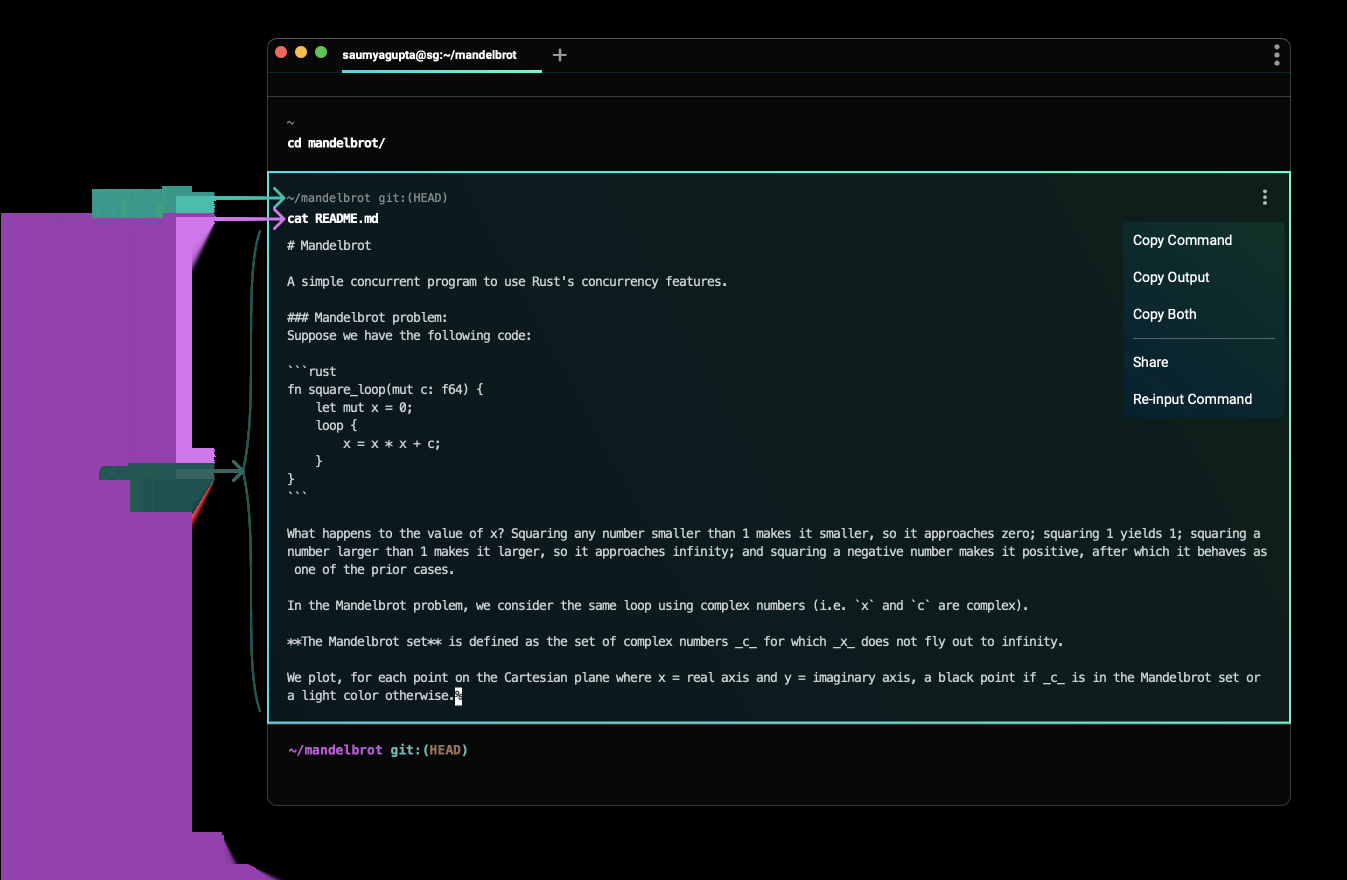 saumyagupta@sg:~/mandelbrot
~
cd mandelbrot/
~/mandelbrot git:(HEAD)
cat README.md
# Mandelbrot
A simple concurrent program to use Rust's concurrency features.
### Mandelbrot problem:
Suppose we have the following code:
```rust
fn square_loop(mut c: f64) {
    let mut x = 0;
    loop {
        x = x * x + c;
    }
}
```
What happens to the value of x? Squaring any number smaller than 1 makes it smaller, so it approaches zero; squaring 1 yields 1; squaring a
number larger than 1 makes it larger, so it approaches infinity; and squaring a negative number makes it positive, after which it behaves as
 one of the prior cases.
In the Mandelbrot problem, we consider the same loop using complex numbers (i.e. `x` and `c` are complex).
**The Mandelbrot set** is defined as the set of complex numbers _c_ for which _x_ does not fly out to infinity.
We plot, for each point on the Cartesian plane where x = real axis and y = imaginary axis, a black point if _c_ is in the Mandelbrot set or
a light color otherwise.%
Copy Command
Copy Output
Copy Both
Share
Re-input Command
~/mandelbrot git:(HEAD)